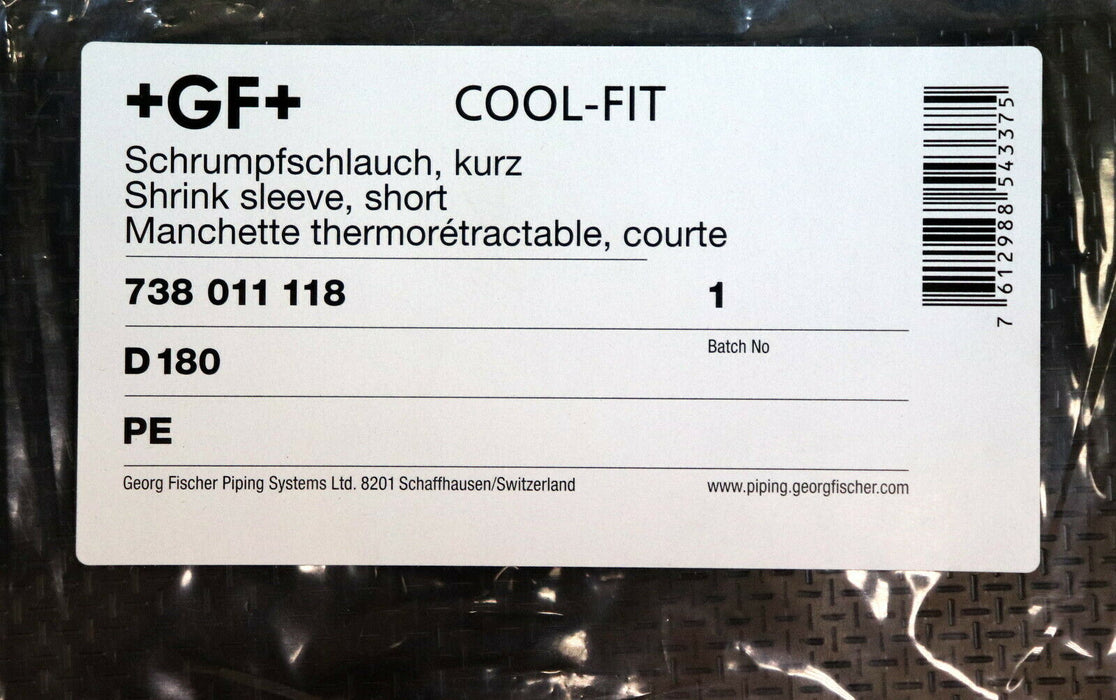 +GF+
COOL-FIT
Schrumpfschlauch, kurz
Shrink sleeve, short
Manchette thermorétractable, courte
738 011 118
1
D 180
Batch No
PE
Georg Fischer Piping Systems Ltd. 8201 Schaffhausen/Switzerland
www.piping.georgfischer.com
7 612988 543375